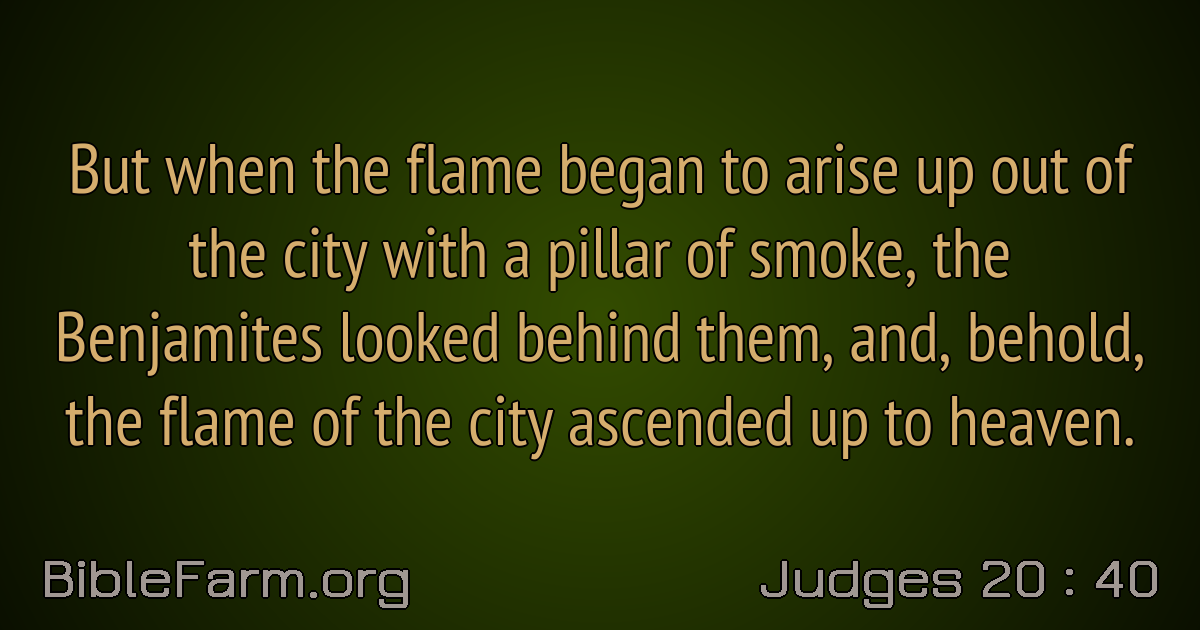 But when the flame began to arise up out of
the city with a pillar of smoke, the
Benjamites looked behind them, and, behold,
the flame of the city ascended up to heaven.
BibleFarm.org
Judges 20 : 40